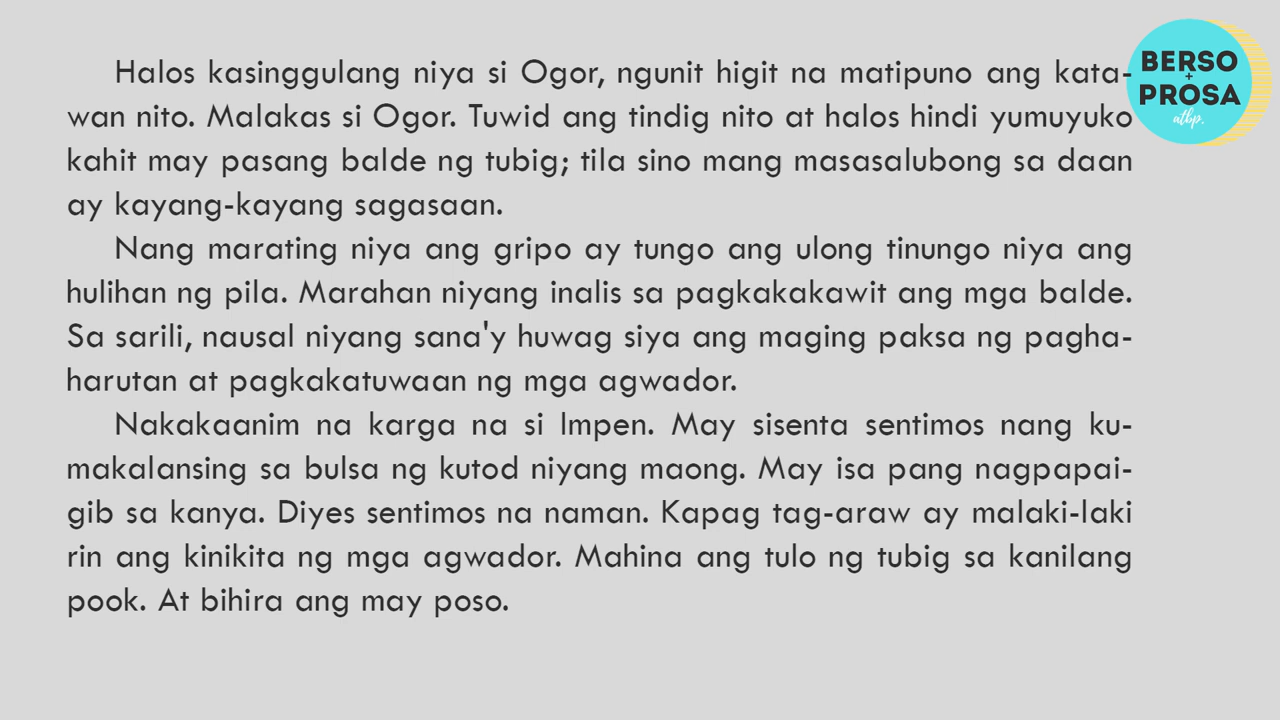 Halos kasinggulang niya si Ogor, ngunit higit na matipuno ang kata-
wan nito. Malakas si Ogor. Tuwid ang tindig nito at halos hindi yumuyuko
kahit may pasang balde ng tubig; tila sino mang masasalubong sa daan
ay kayang-kayang sagasaan.
Nang marating niya ang gripo ay tungo ang ulong tinungo niya ang
hulihan ng pila. Marahan niyang inalis sa pagkakakawit ang mga balde.
Sa sarili, nausal niyang sana'y huwag siya ang maging paksa ng pagha-
harutan at pagkakatuwaan ng mga agwador.
Nakakaanim na karga na si Impen. May sisenta sentimos nang ku-
makalansing sa bulsa ng kutod niyang maong. May isa pang nagpapai-
gib sa kanya. Diyes sentimos na naman. Kapag tag-araw ay malaki-laki
rin ang kinikita ng mga agwador. Mahina ang tulo ng tubig sa kanilang
pook. At bihira ang may poso.
BERSO
+
PROSA
atbp.